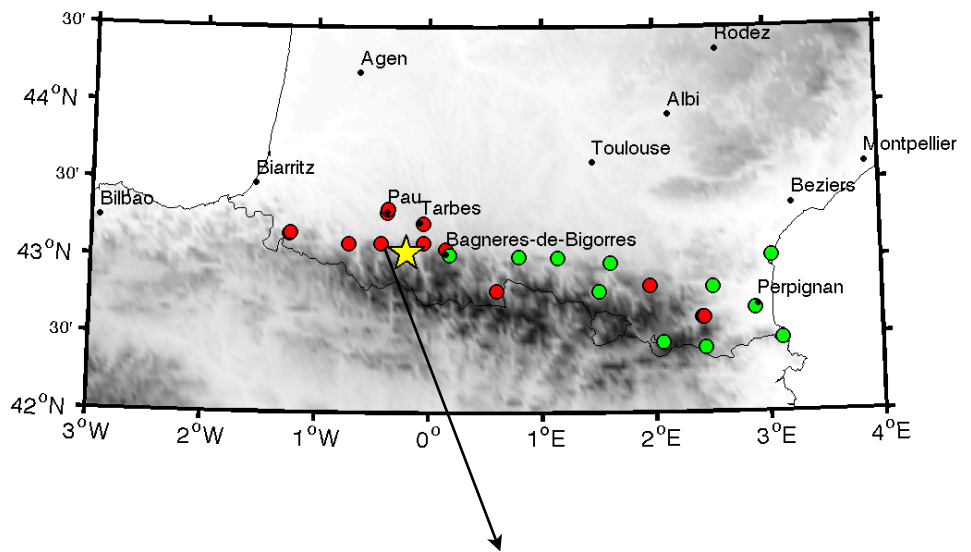 30'
Rodez
Agen
44°N
Albi
Toulouse
Montpellier
30'
Biarritz
Beziers
Bilbao
Pau
Tarbes
43°N
Bagneres-de-Bigorres
Perpignan
30'
42°N
3°W
2°W
1°W
0°
1°E
2°E
3°E
4°E